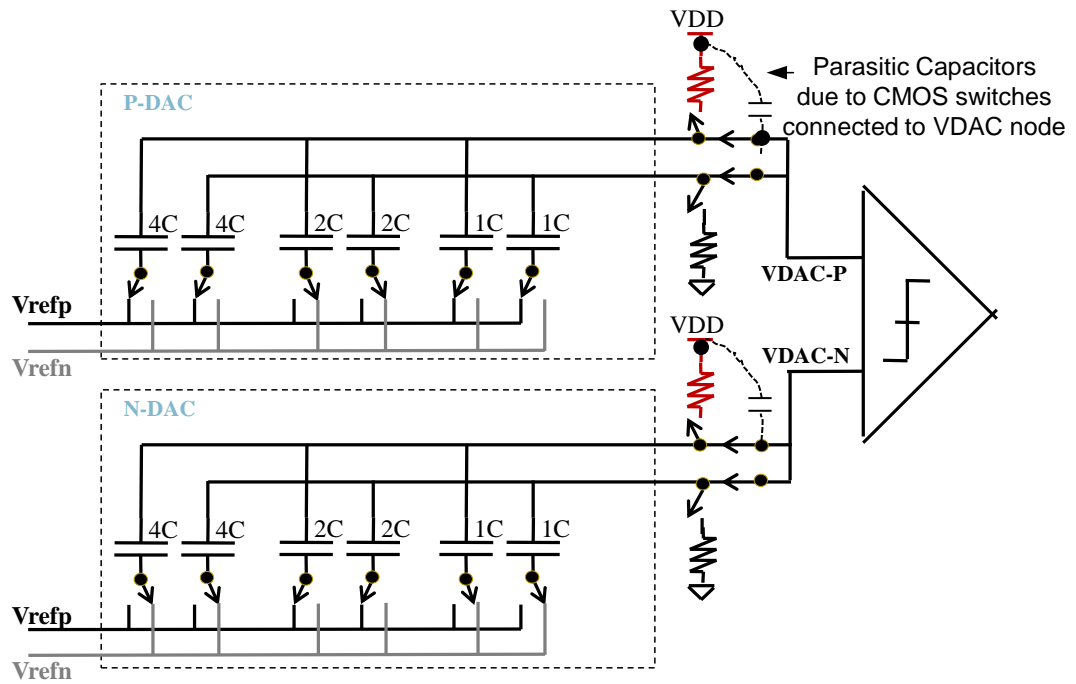 VDD
Parasitic Capacitors
due to CMOS switches
connected to VDAC node
P-DAC
4C 4C 2C 2C 1C 1C
VDAC-P
Vrefp
Vrefn
VDD
VDAC-N
N-DAC
4C 4C 2C 2C 1C 1C
Vrefp
Vrefn